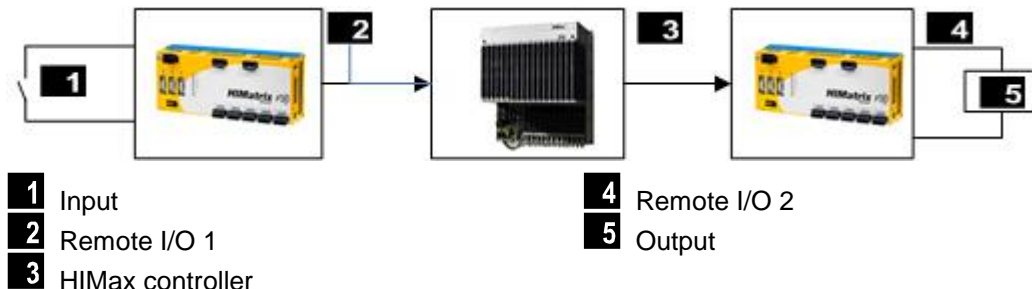 2
3
4
1
HIMatrix
HIMatrix
5
1 Input
2 Remote I/O 1
3 HIMax controller
4 Remote I/O 2
5 Output